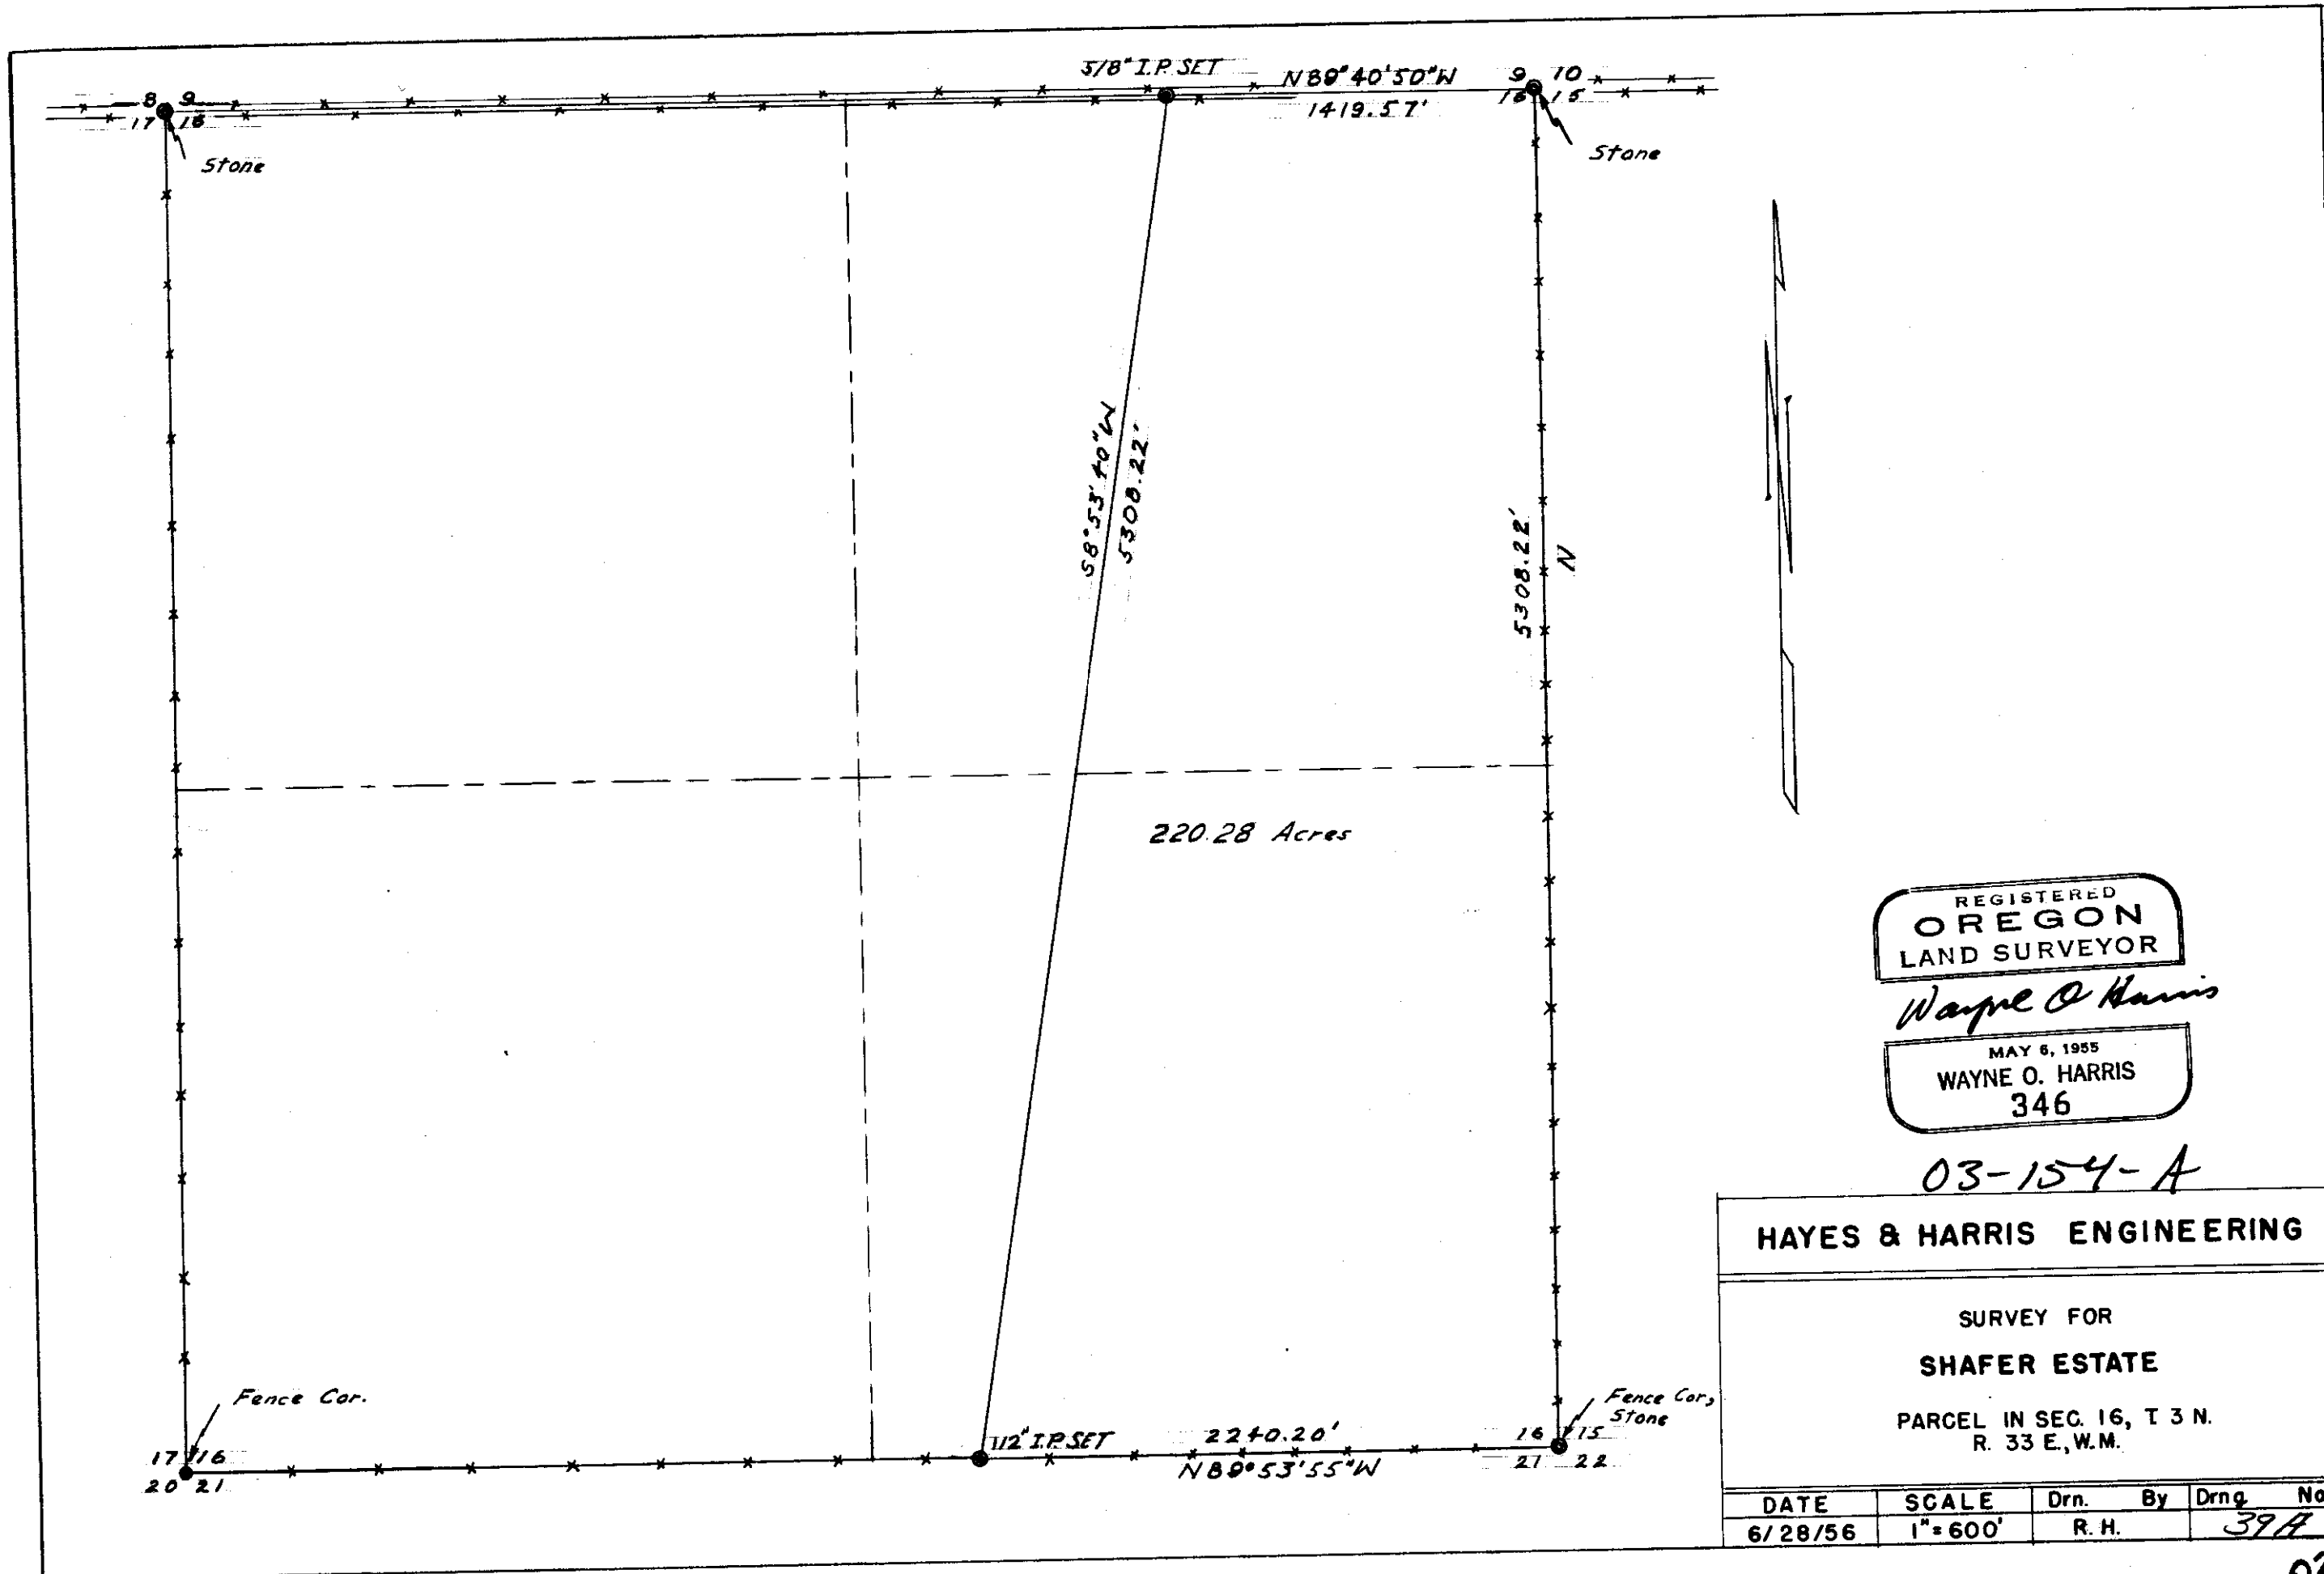 5/8" I.P. SET
N 89° 40' 50" W
1419.57'
8 9
17 16
9 10
16 15
Stone
Stone
S 8° 53' 40" W
5308.22'
5308.22'
N
220.28 Acres
REGISTERED
OREGON
LAND SURVEYOR
Wayne O Harris
MAY 6, 1955
WAYNE O. HARRIS
346
03-154-A
HAYES & HARRIS ENGINEERING
SURVEY FOR
SHAFER ESTATE
PARCEL IN SEC. 16, T. 3 N.
R. 33 E., W.M.
DATE SCALE Drn. By Drng No
6/28/56 1"=600' R. H. 39A
Fence Cor.
17 16
20 21
1/2" I.P. SET
2240.20'
N 89° 53' 55" W
Fence Cor,
Stone
16 15
21 22